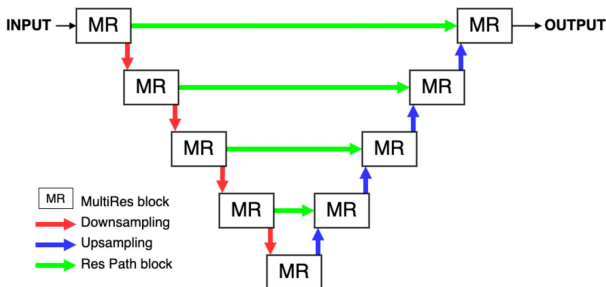 INPUT MR MR OUTPUT
MR MR
MR MR
MR MR
MR
MR MultiRes block
Downsampling
Upsampling
Res Path block